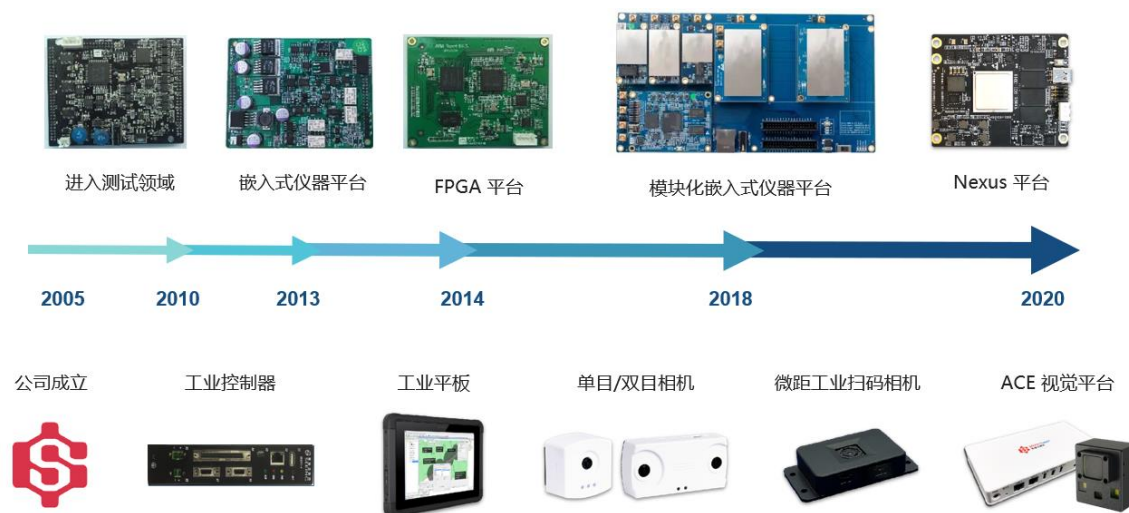 进入测试领域
嵌入式仪器平台
FPGA 平台
模块化嵌入式仪器平台
Nexus 平台
2005
2010
2013
2014
2018
2020
公司成立
工业控制器
工业平板
单目/双目相机
微距工业扫码相机
ACE 视觉平台